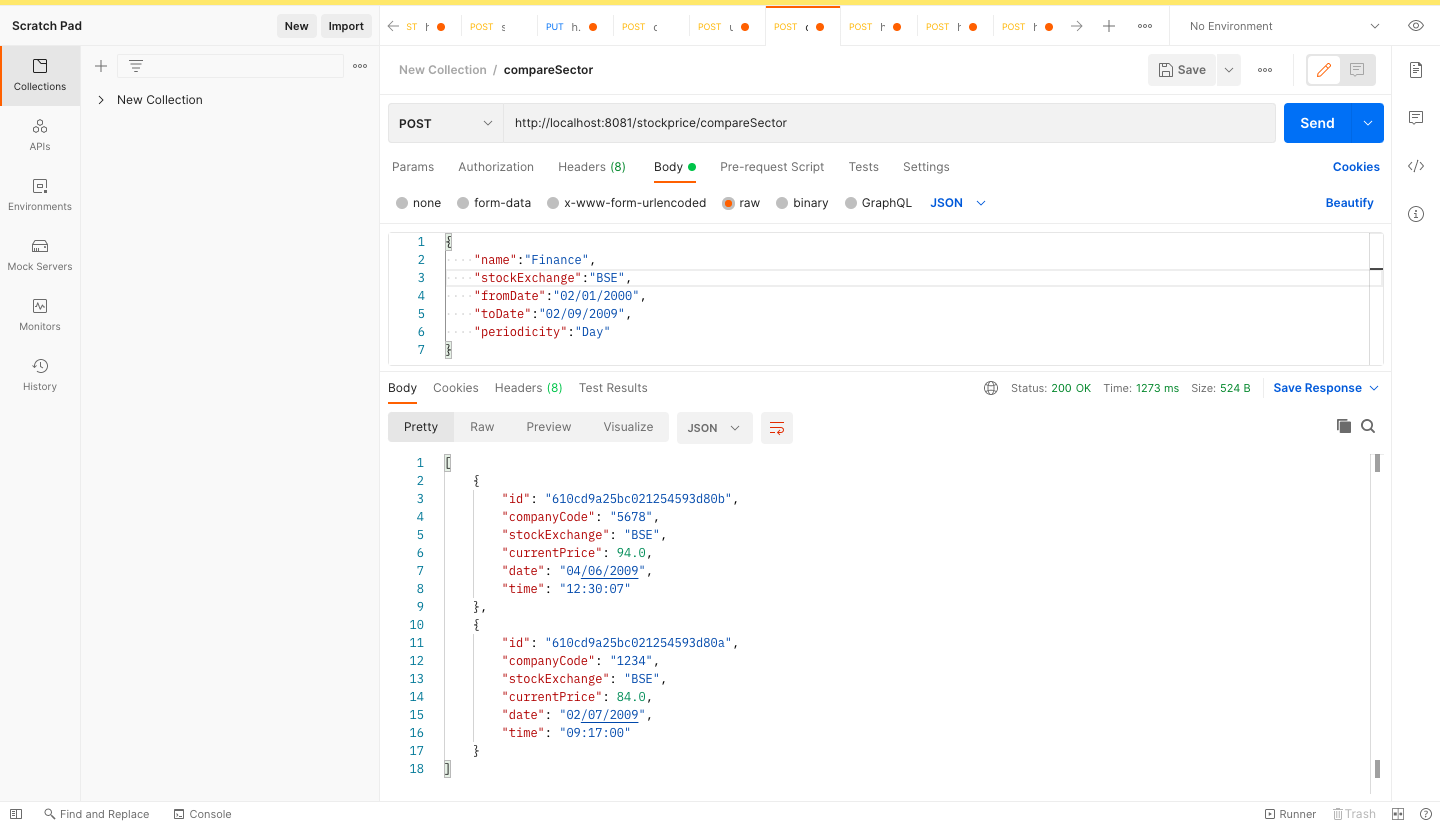 Scratch Pad
New
Import
ST
POST
PUT
h.
POST
POST
POST
POST
POST
POST
No Environment
Collections
APIs
Environments
Mock Servers
Monitors
History
New Collection
New Collection / compareSector
Save
POST
http://localhost:8081/stockprice/compareSector
Send
Params
Authorization
Headers (8)
Body
Pre-request Script
Tests
Settings
Cookies
none
form-data
x-www-form-urlencoded
raw
binary
GraphQL
JSON
Beautify
1 {
2 "name":"Finance",
3 "stockExchange":"BSE",
4 "fromDate":"02/01/2000",
5 "toDate":"02/09/2009",
6 "periodicity":"Day"
7 }
Body
Cookies
Headers (8)
Test Results
Status: 200 OK
Time: 1273 ms
Size: 524 B
Save Response
Pretty
Raw
Preview
Visualize
JSON
1 [
2 {
3 "id": "610cd9a25bc021254593d80b",
4 "companyCode": "5678",
5 "stockExchange": "BSE",
6 "currentPrice": 94.0,
7 "date": "04/06/2009",
8 "time": "12:30:07"
9 },
10 {
11 "id": "610cd9a25bc021254593d80a",
12 "companyCode": "1234",
13 "stockExchange": "BSE",
14 "currentPrice": 84.0,
15 "date": "02/07/2009",
16 "time": "09:17:00"
17 }
18 ]
Find and Replace
Console
Runner
Trash